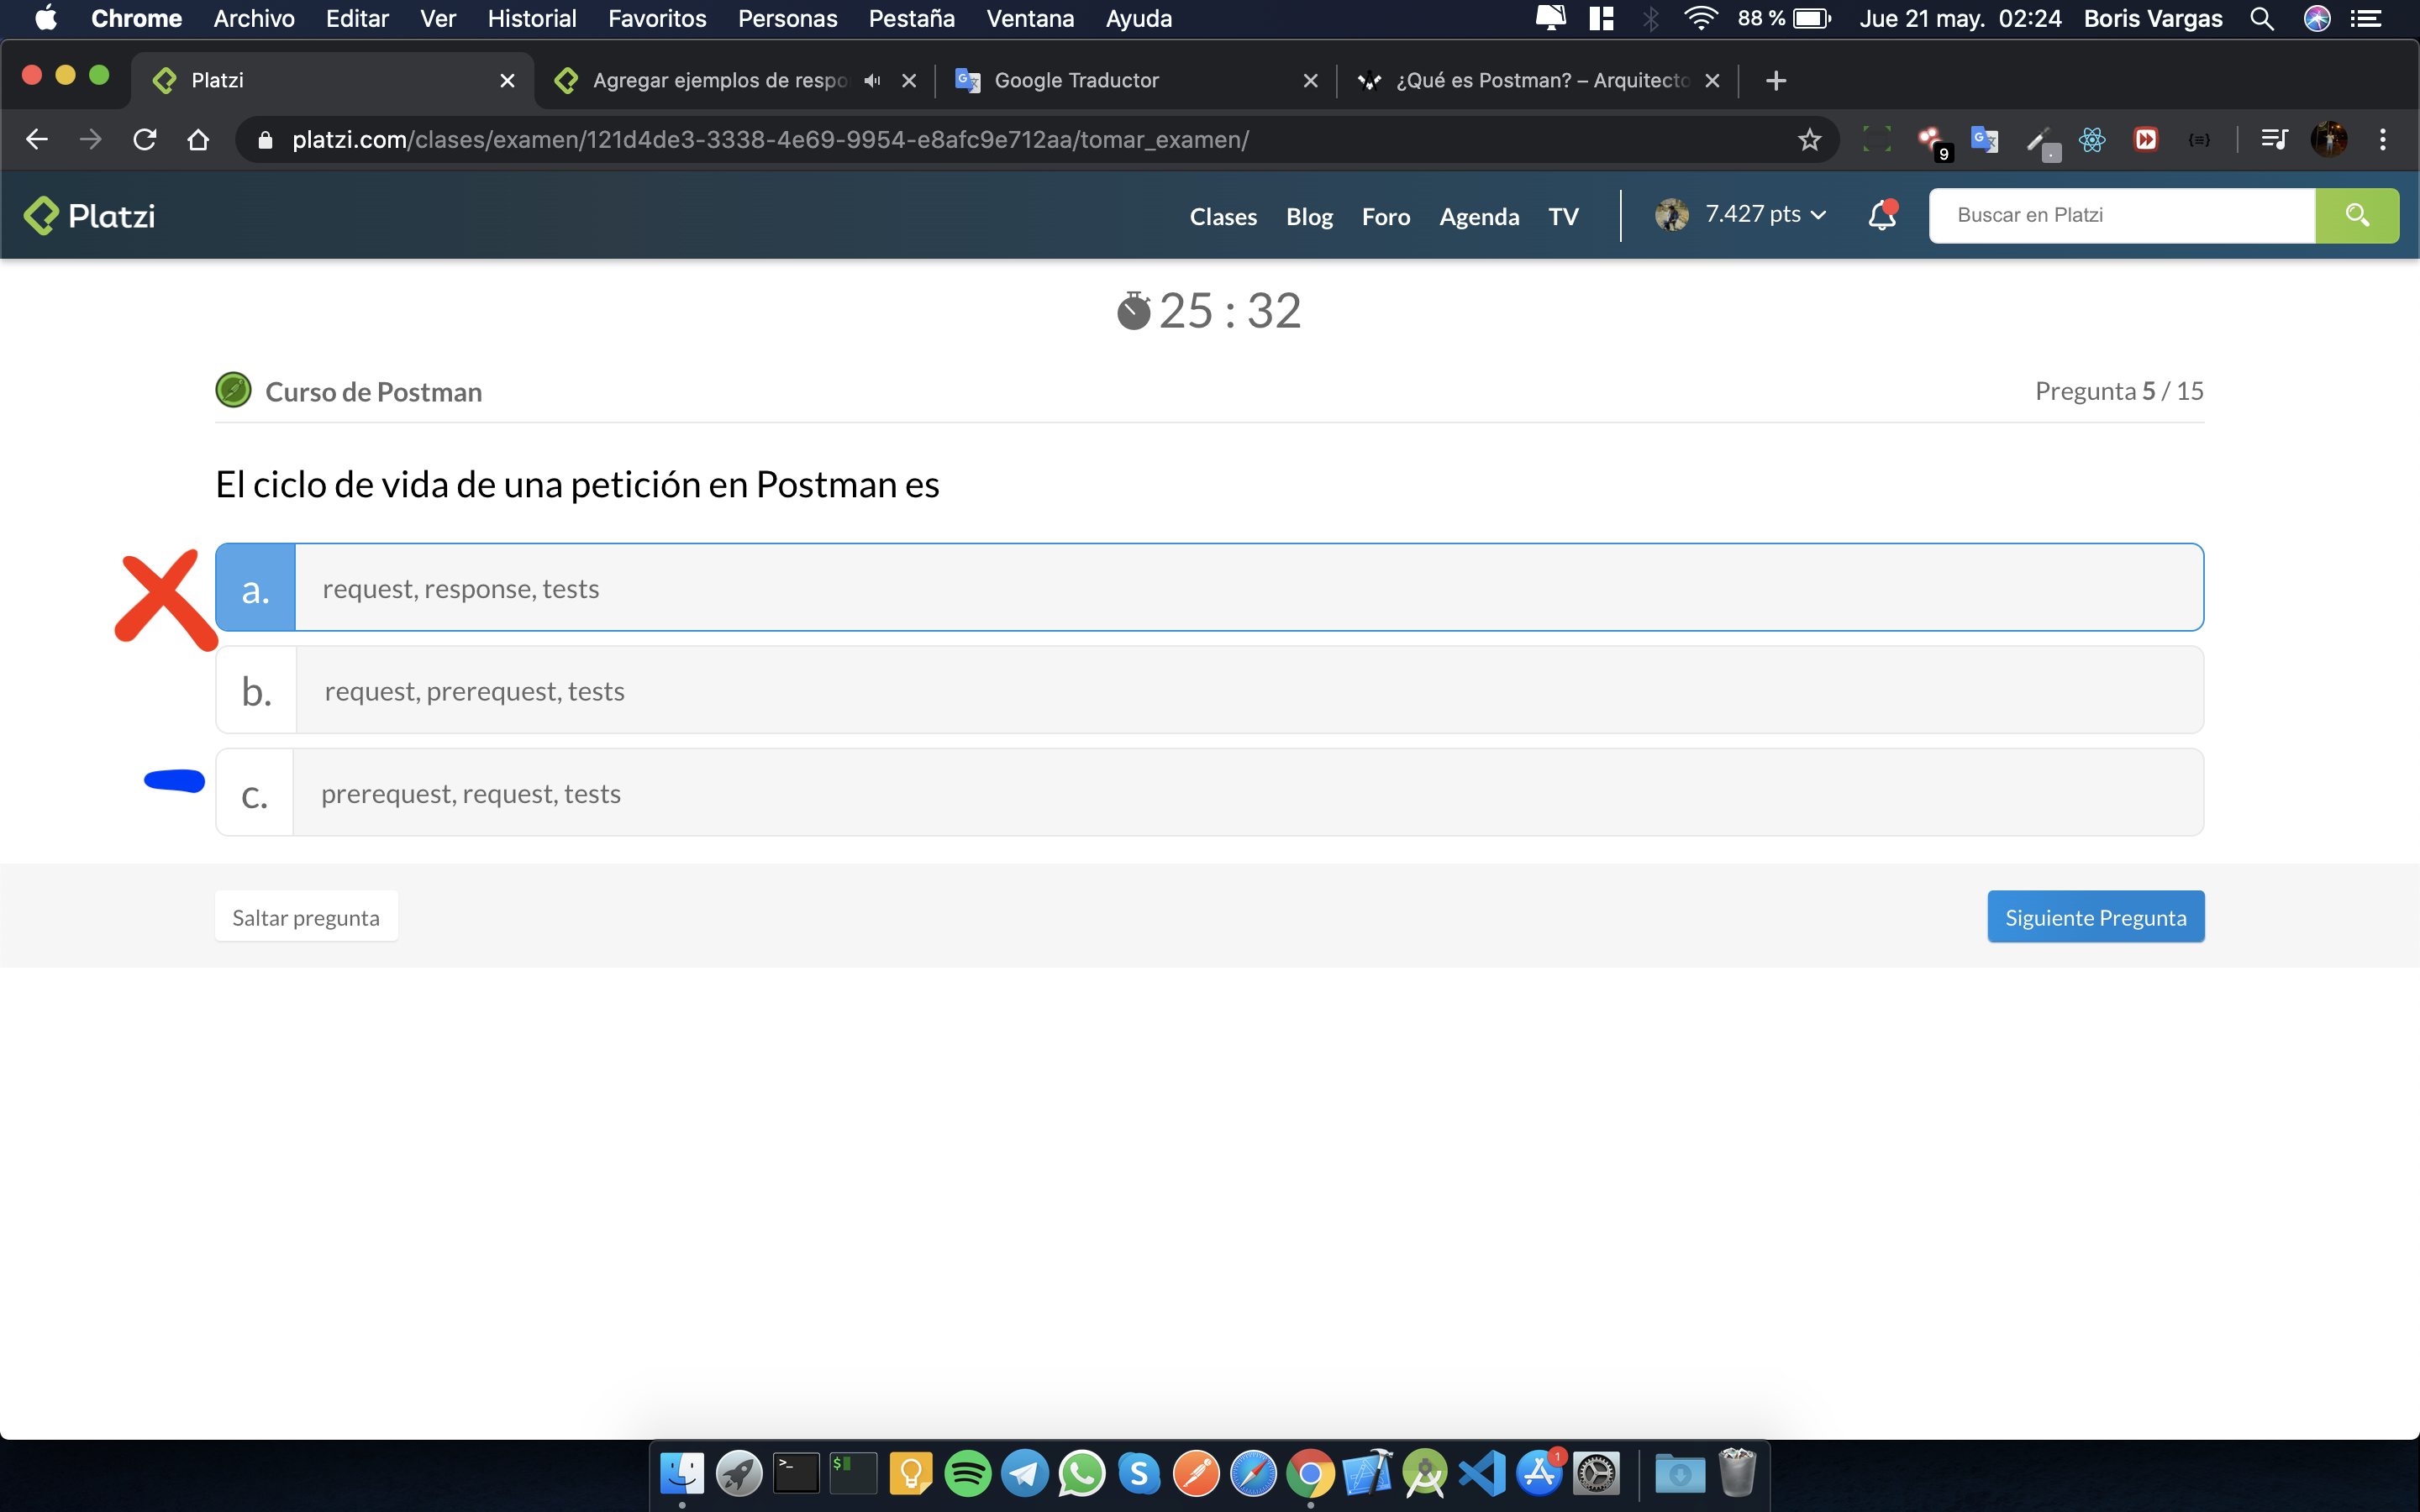 Chrome Archivo Editar Ver Historial Favoritos Personas Pestaña Ventana Ayuda 88 % Jue 21 may. 02:24 Boris Vargas
Platzi Agregar ejemplos de respo Google Traductor ¿Qué es Postman? – Arquitecto
platzi.com/clases/examen/121d4de3-3338-4e69-9954-e8afc9e712aa/tomar_examen/ 9
Platzi Clases Blog Foro Agenda TV 7.427 pts Buscar en Platzi
25 : 32
Curso de Postman Pregunta 5 / 15
El ciclo de vida de una petición en Postman es
a. request, response, tests
b. request, prerequest, tests
c. prerequest, request, tests
Saltar pregunta Siguiente Pregunta
1